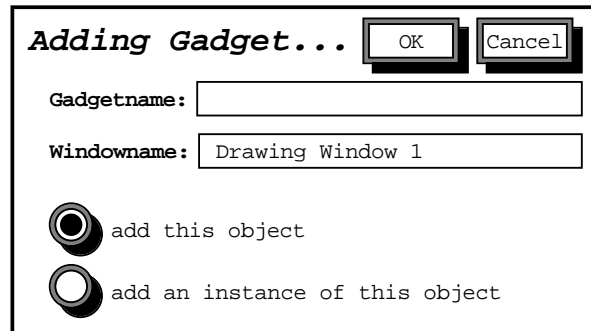 Adding Gadget... OK Cancel
Gadgetname:
Windowname: Drawing Window 1
add this object
add an instance of this object